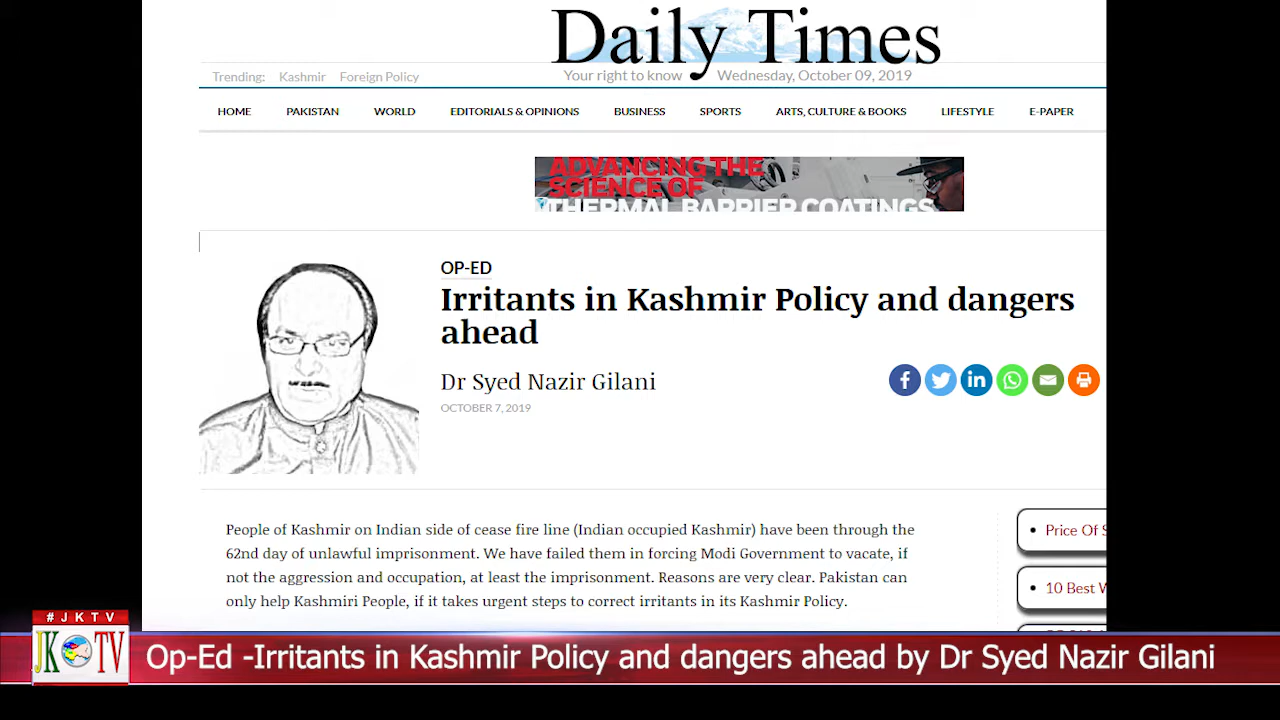 Daily Times
Trending: Kashmir Foreign Policy
Your right to know Wednesday, October 09, 2019
HOME PAKISTAN WORLD EDITORIALS & OPINIONS BUSINESS SPORTS ARTS, CULTURE & BOOKS LIFESTYLE E-PAPER
ADVANCING THE
SCIENCE OF
THERMAL BARRIER COATINGS
OP-ED
Irritants in Kashmir Policy and dangers
ahead
Dr Syed Nazir Gilani
OCTOBER 7, 2019
People of Kashmir on Indian side of cease fire line (Indian occupied Kashmir) have been through the
62nd day of unlawful imprisonment. We have failed them in forcing Modi Government to vacate, if
not the aggression and occupation, at least the imprisonment. Reasons are very clear. Pakistan can
only help Kashmiri People, if it takes urgent steps to correct irritants in its Kashmir Policy.
Price Of
10 Best
#JKTV
JK TV
Op-Ed -Irritants in Kashmir Policy and dangers ahead by Dr Syed Nazir Gilani